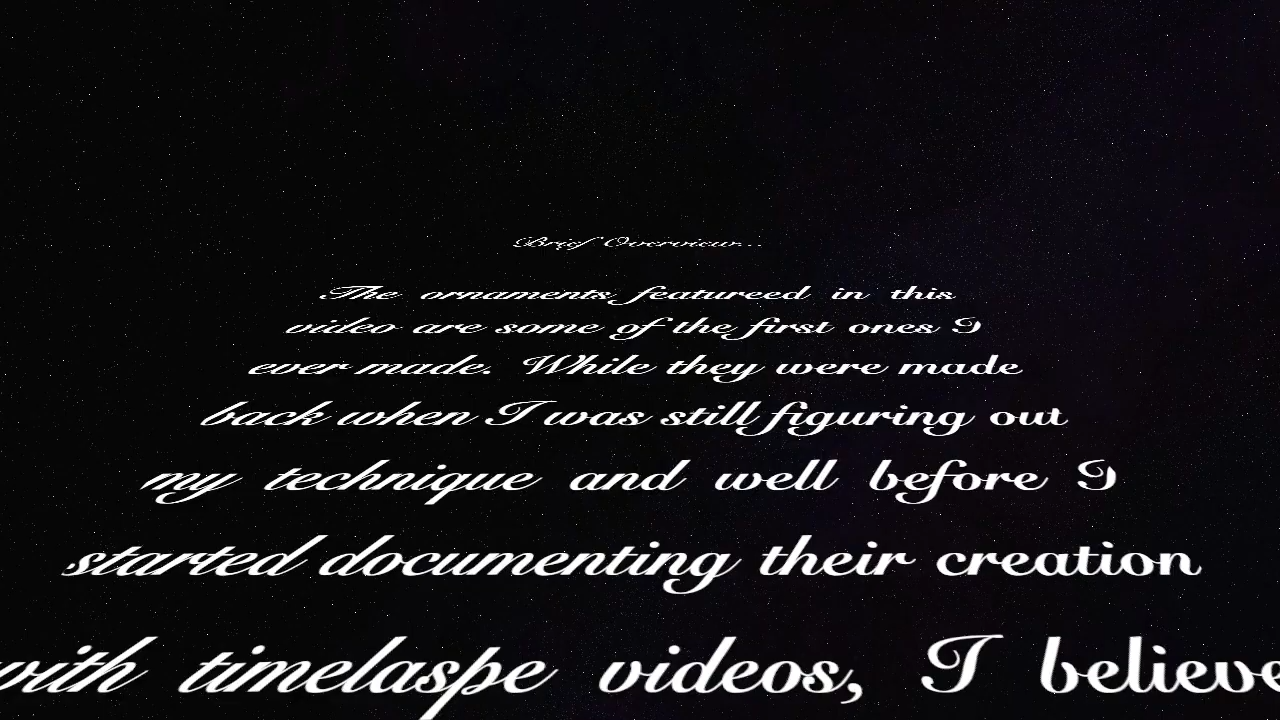 Brief Overview...
The ornaments featureed in this
video are some of the first ones I
ever made. While they were made
back when I was still figuring out
my technique and well before I
started documenting their creation
with timelaspe videos, I believe